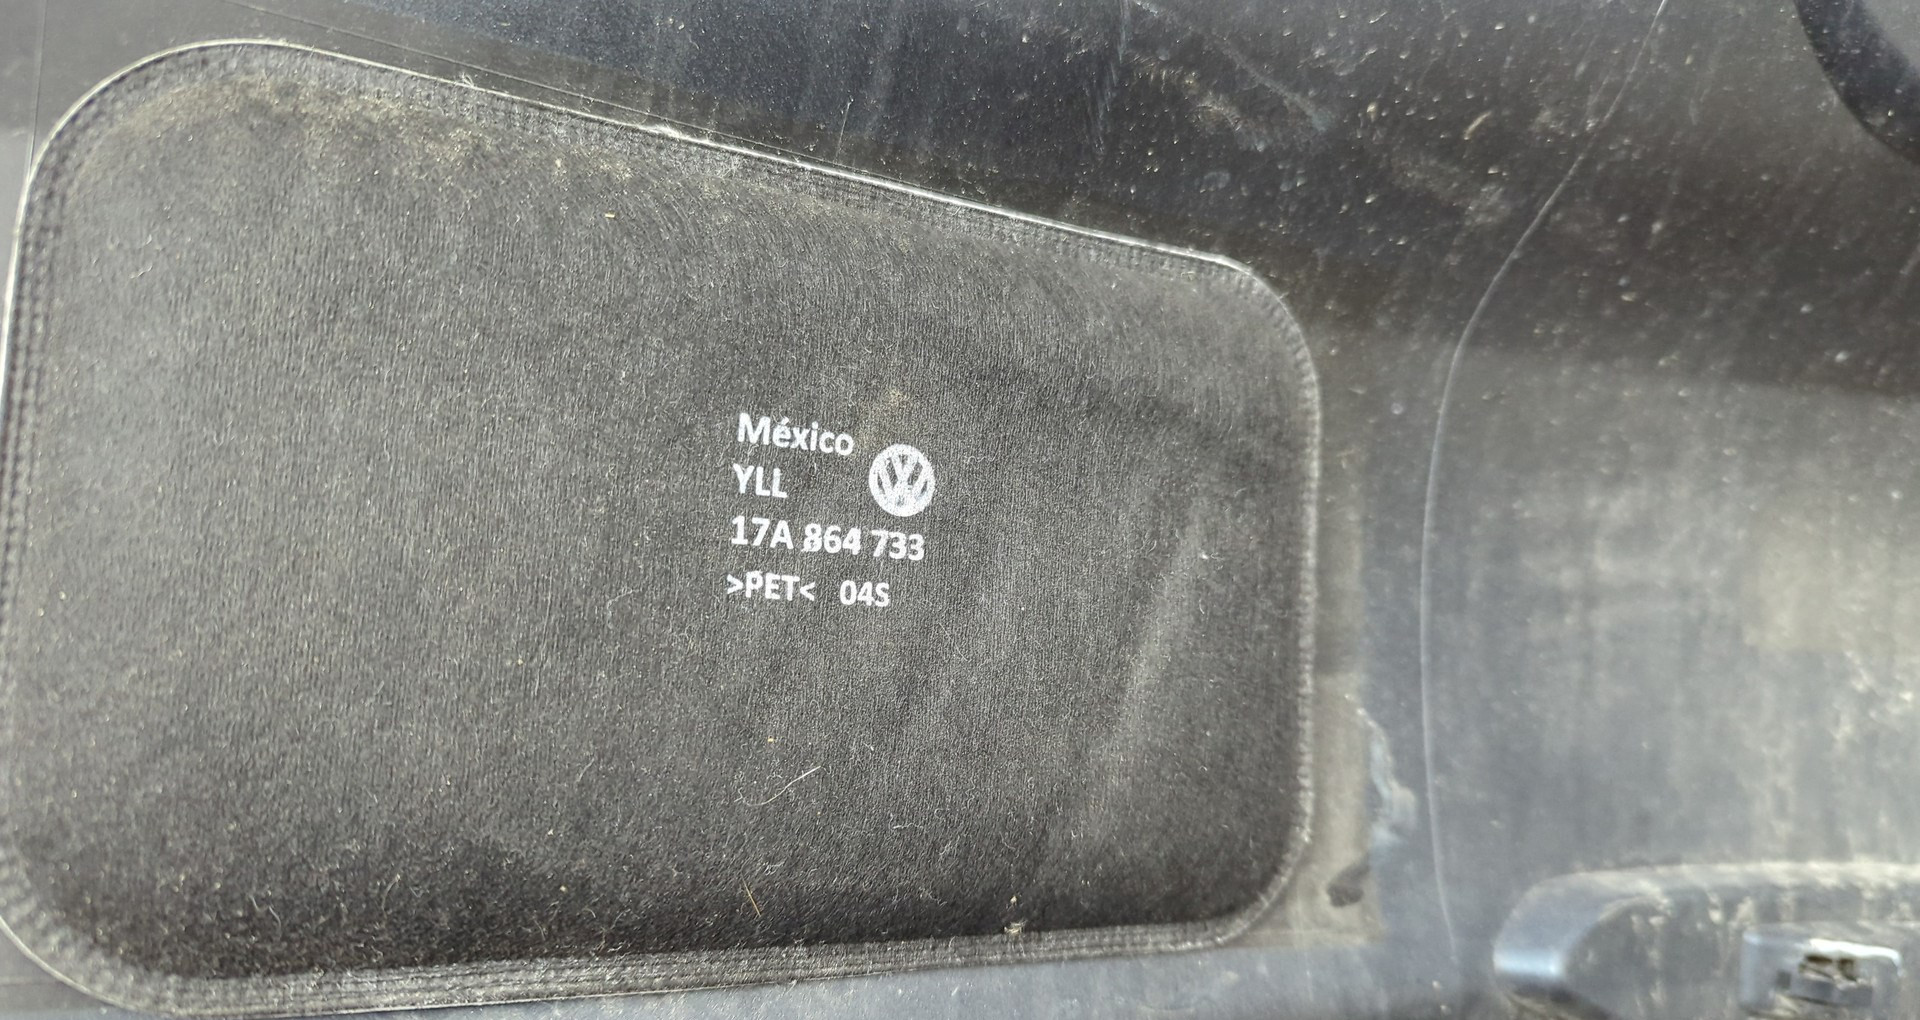 México
YLL
17A 864 733
>PET< 04S